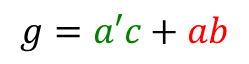 g = a′c + ab